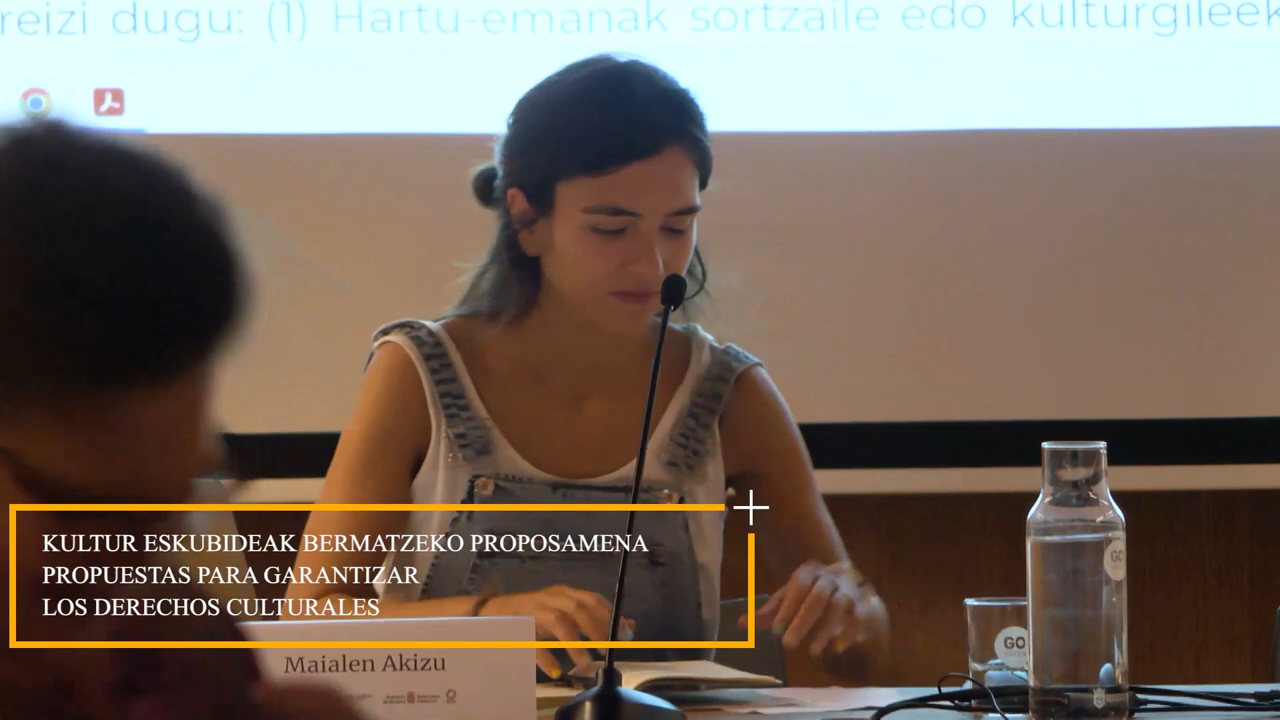 reizi dugu: (1) Hartu-emanak sortzaile edo kulturgileek
KULTUR ESKUBIDEAK BERMATZEKO PROPOSAMENA
PROPUESTAS PARA GARANTIZAR
LOS DERECHOS CULTURALES
Maialen Akizu
GO
GO